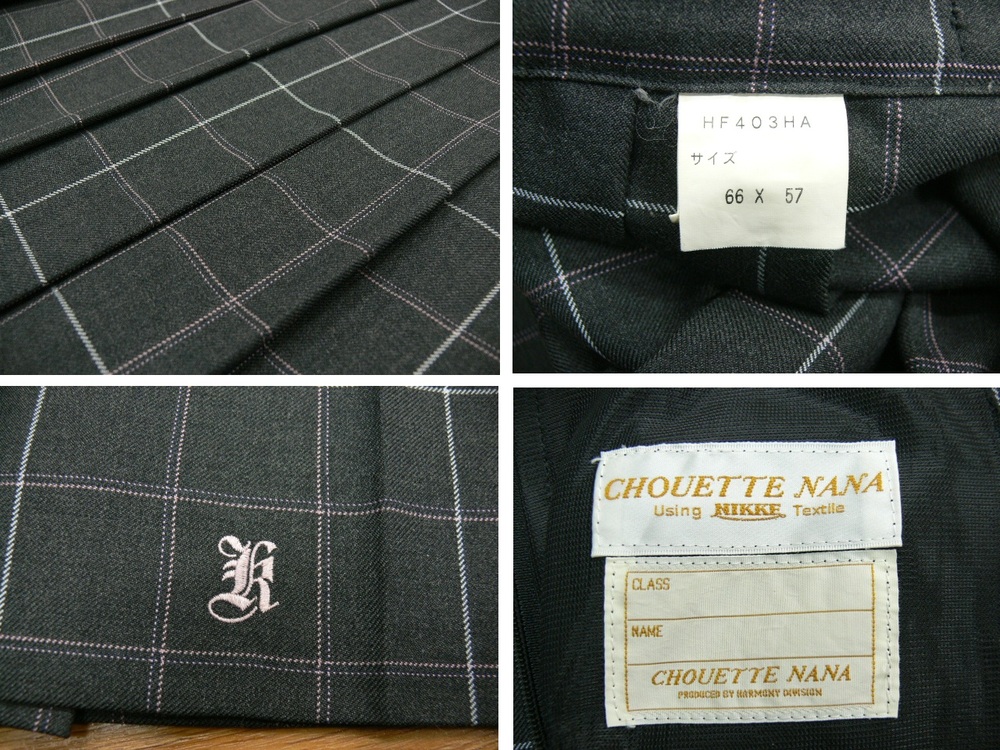 HF403HA
サイズ
66 X 57
K
CHOUETTE NANA
Using NIKKE Textile
CLASS
NAME
CHOUETTE NANA
PRODUCED BY HARMONY DIVISION